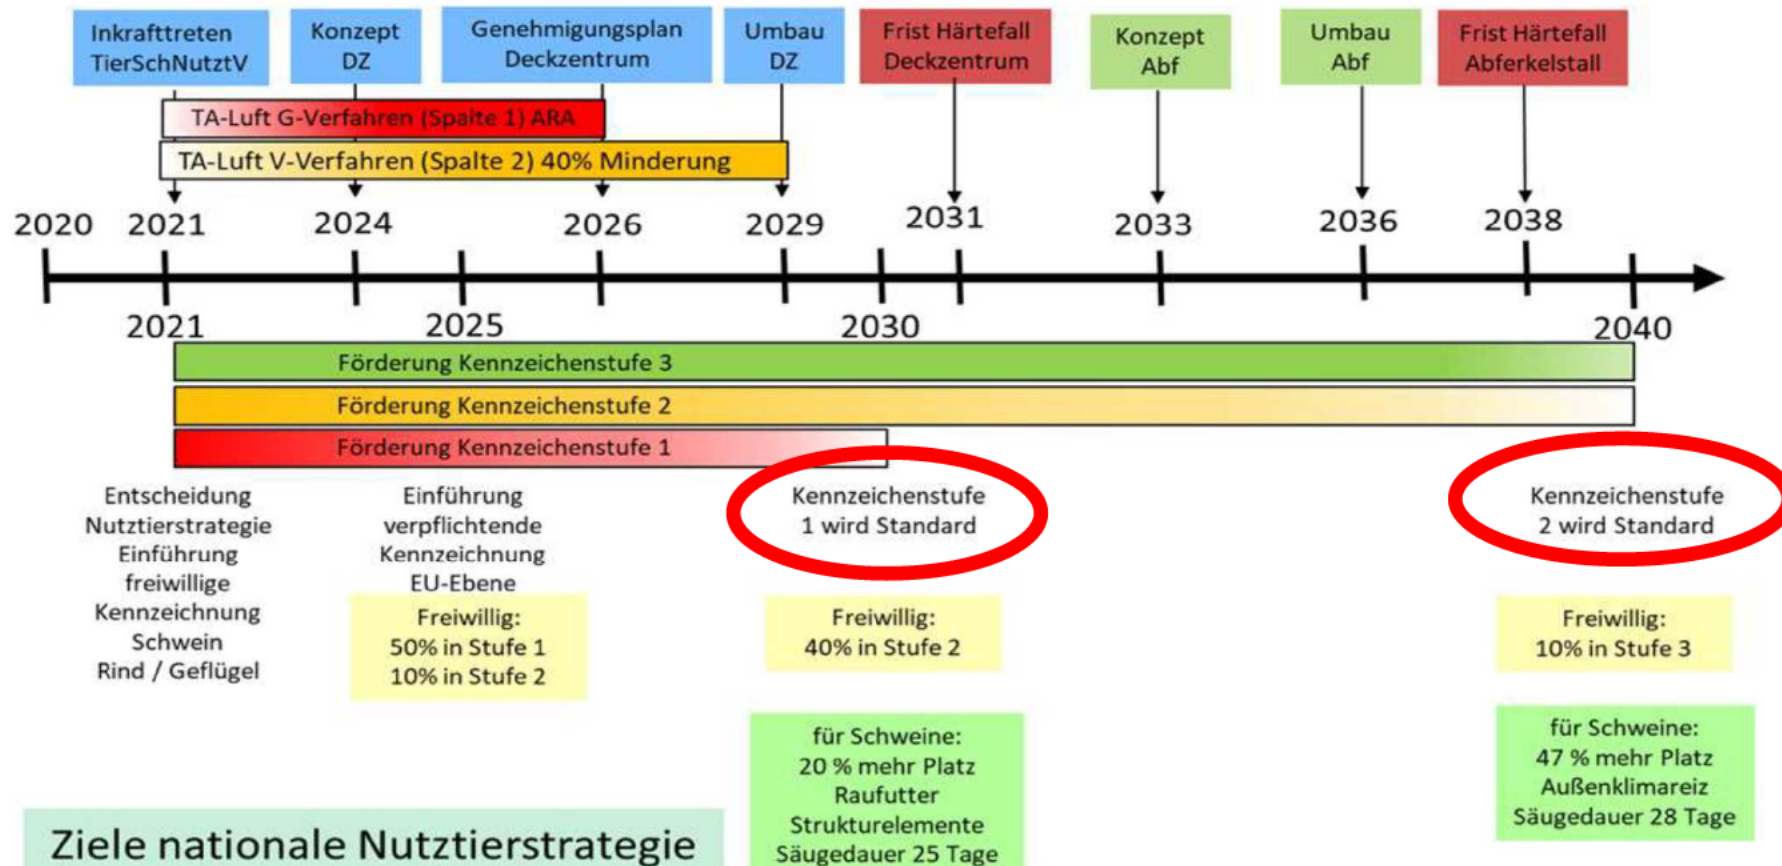 Inkrafttreten
TierSchNutztV
Konzept
DZ
Genehmigungsplan
Deckzentrum
Umbau
DZ
Frist Härtefall
Deckzentrum
Konzept
Abf
Umbau
Abf
Frist Härtefall
Abferkelstall
TA-Luft G-Verfahren (Spalte 1) ARA
TA-Luft V-Verfahren (Spalte 2) 40% Minderung
2020 2021 2024 2026 2029 2031 2033 2036 2038
2021 2025 2030 2040
Förderung Kennzeichenstufe 3
Förderung Kennzeichenstufe 2
Förderung Kennzeichenstufe 1
Entscheidung
Nutztierstrategie
Einführung
freiwillige
Kennzeichnung
Schwein
Rind / Geflügel
Einführung
verpflichtende
Kennzeichnung
EU-Ebene
Freiwillig:
50% in Stufe 1
10% in Stufe 2
Kennzeichenstufe
1 wird Standard
Freiwillig:
40% in Stufe 2
für Schweine:
20 % mehr Platz
Raufutter
Strukturelemente
Säugedauer 25 Tage
Kennzeichenstufe
2 wird Standard
Freiwillig:
10% in Stufe 3
für Schweine:
47 % mehr Platz
Außenklimareiz
Säugedauer 28 Tage
Ziele nationale Nutztierstrategie